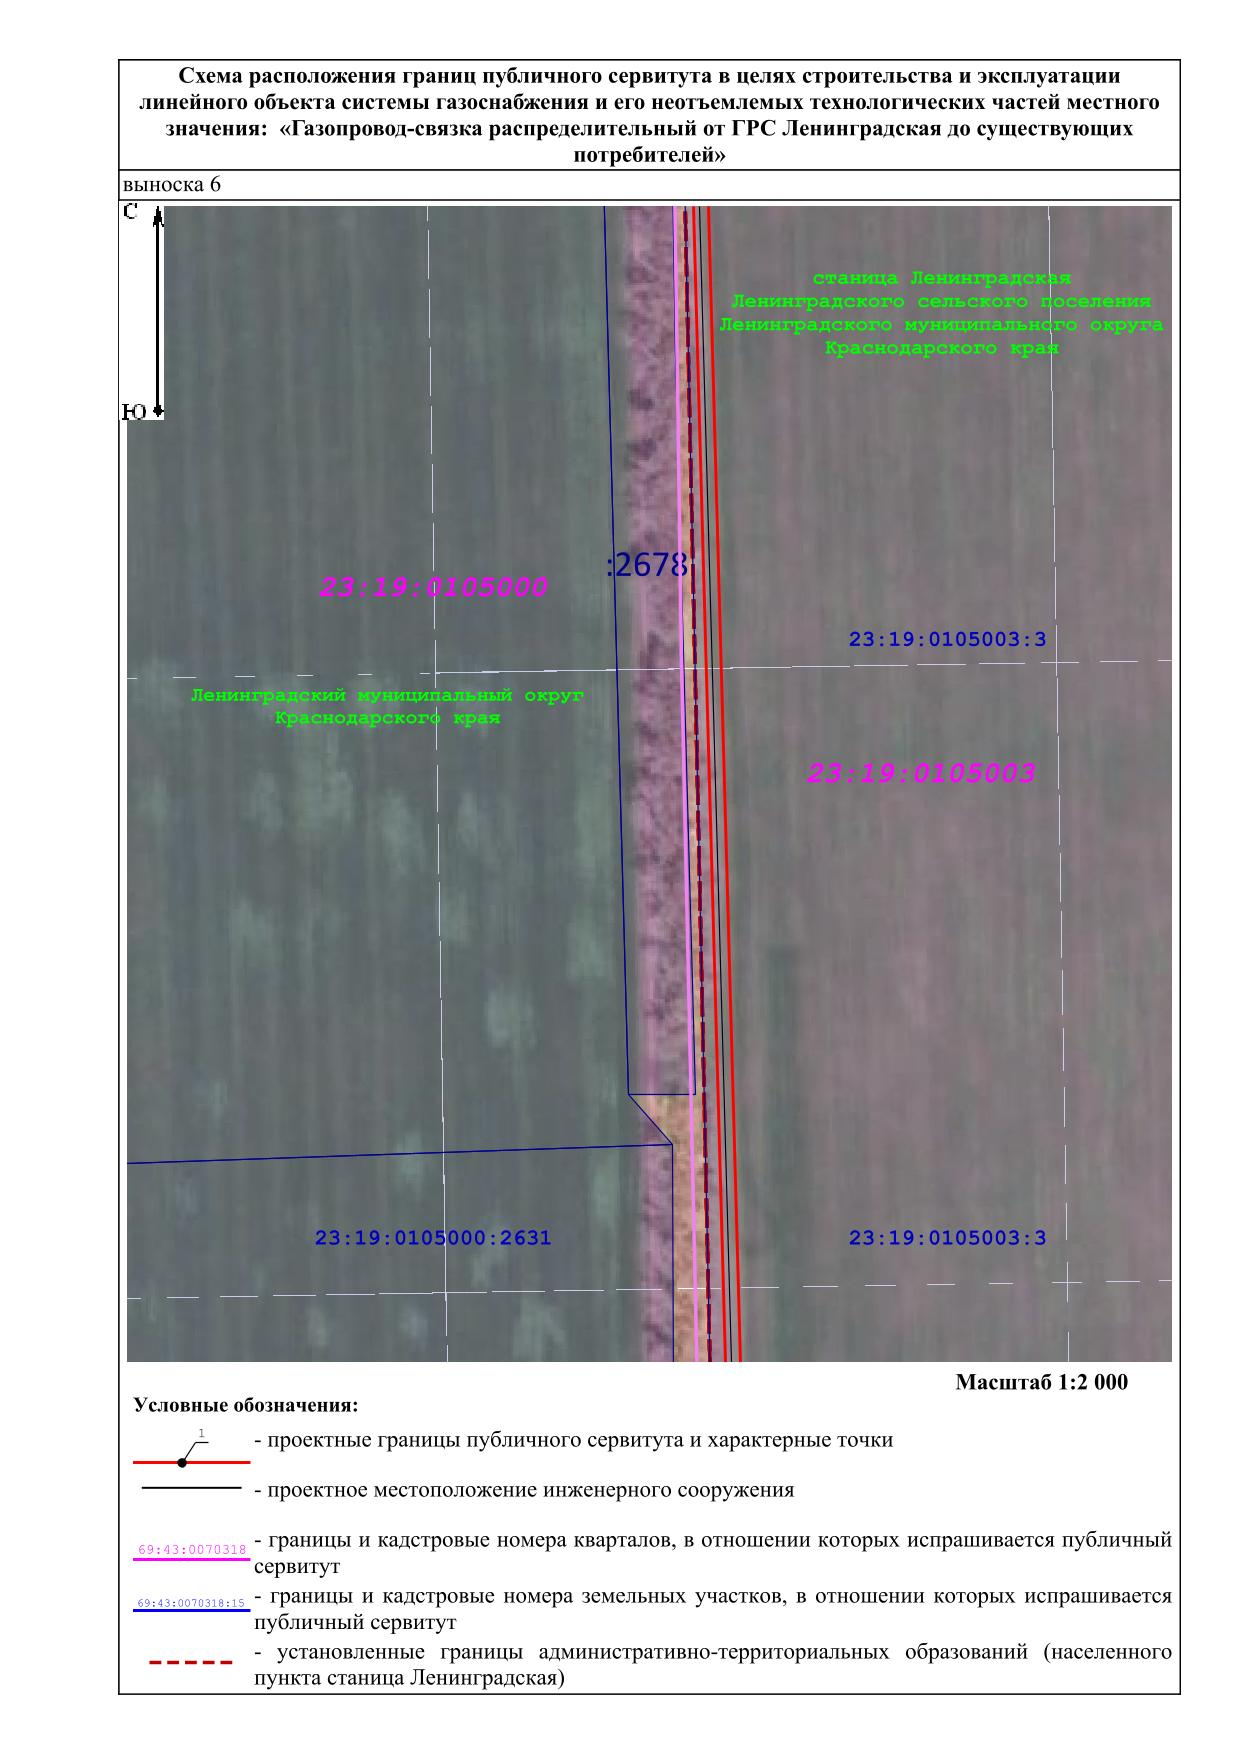 Схема расположения границ публичного сервитута в целях строительства и эксплуатации
линейного объекта системы газоснабжения и его неотъемлемых технологических частей местного
значения: «Газопровод-связка распределительный от ГРС Ленинградская до существующих
потребителей»
выноска 6
С
Ю
станица Ленинградская
Ленинградского сельского поселения
Ленинградского муниципального округа
Краснодарского края
:2678
23:19:0105000
23:19:0105003:3
Ленинградский муниципальный округ
Краснодарского края
23:19:0105003
23:19:0105000:2631
23:19:0105003:3
Масштаб 1:2 000
Условные обозначения:
1
- проектные границы публичного сервитута и характерные точки
- проектное местоположение инженерного сооружения
69:43:0070318
- границы и кадстровые номера кварталов, в отношении которых испрашивается публичный
сервитут
69:43:0070318:15
- границы и кадстровые номера земельных участков, в отношении которых испрашивается
публичный сервитут
- установленные границы административно-территориальных образований (населенного
пункта станица Ленинградская)